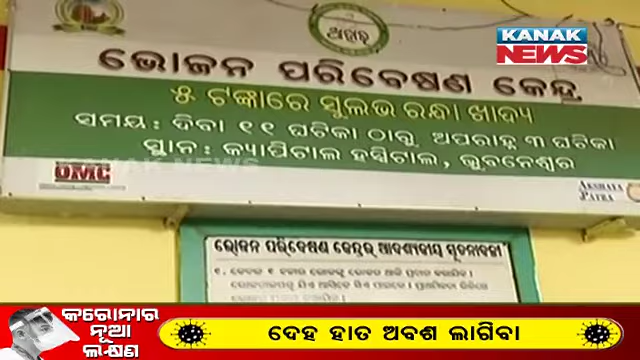 ଆହାର
KANAK
NEWS
ଭୋଜନ ପରିବେଷଣ କେନ୍ଦ୍ର
୫ ଟଙ୍କାରେ ସୁଲଭ ରନ୍ଧା ଖାଦ୍ୟ
ସମୟ : ଦିବା ୧୧ ଘଟିକା ଠାରୁ ଅପରାହ୍ନ ୩ ଘଟିକା
ସ୍ଥାନ : କ୍ୟାପିଟାଲ ହସ୍ପିଟାଲ, ଭୁବନେଶ୍ୱର
OMC
AKSHAYA
PATRA
ଭୋଜନ ପରିବେଷଣ କେନ୍ଦ୍ରର ଆବଶ୍ୟକୀୟ ସୂଚନାବଳୀ
କରୋନାର
ନୂଆ
ଲକ୍ଷଣ
ଦେହ ହାତ ଅବଶ ଲାଗିବା